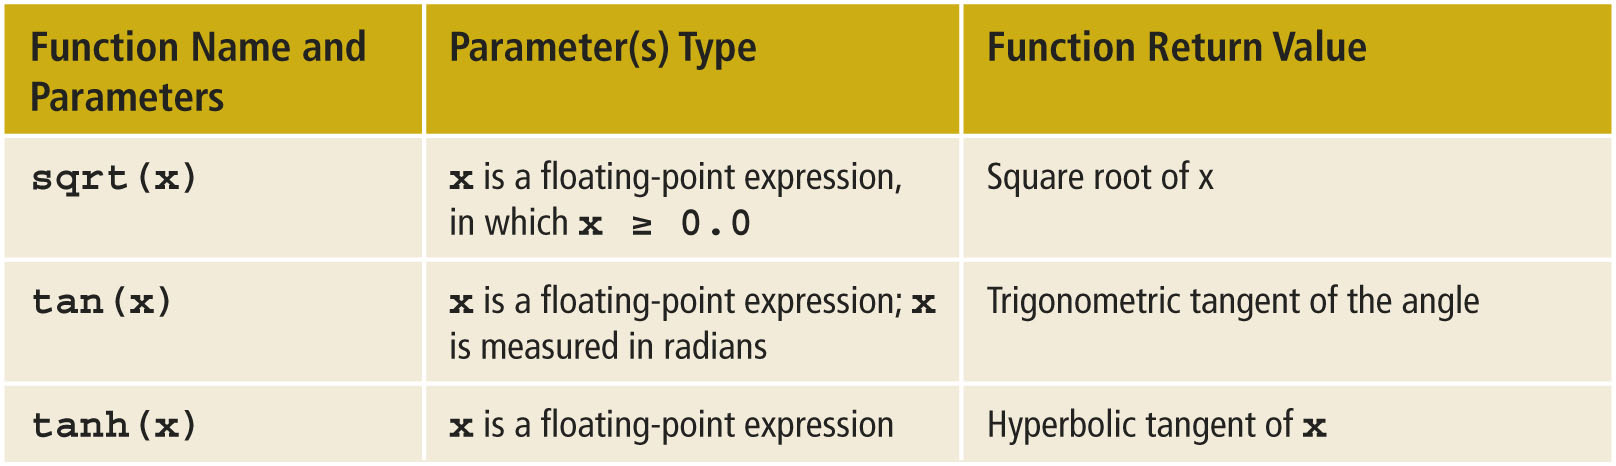 Function Name and Parameters
Parameter(s) Type
Function Return Value
sqrt(x)
x is a floating-point expression,
in which x ≥ 0.0
Square root of x
tan(x)
x is a floating-point expression; x
is measured in radians
Trigonometric tangent of the angle
tanh(x)
x is a floating-point expression
Hyperbolic tangent of x